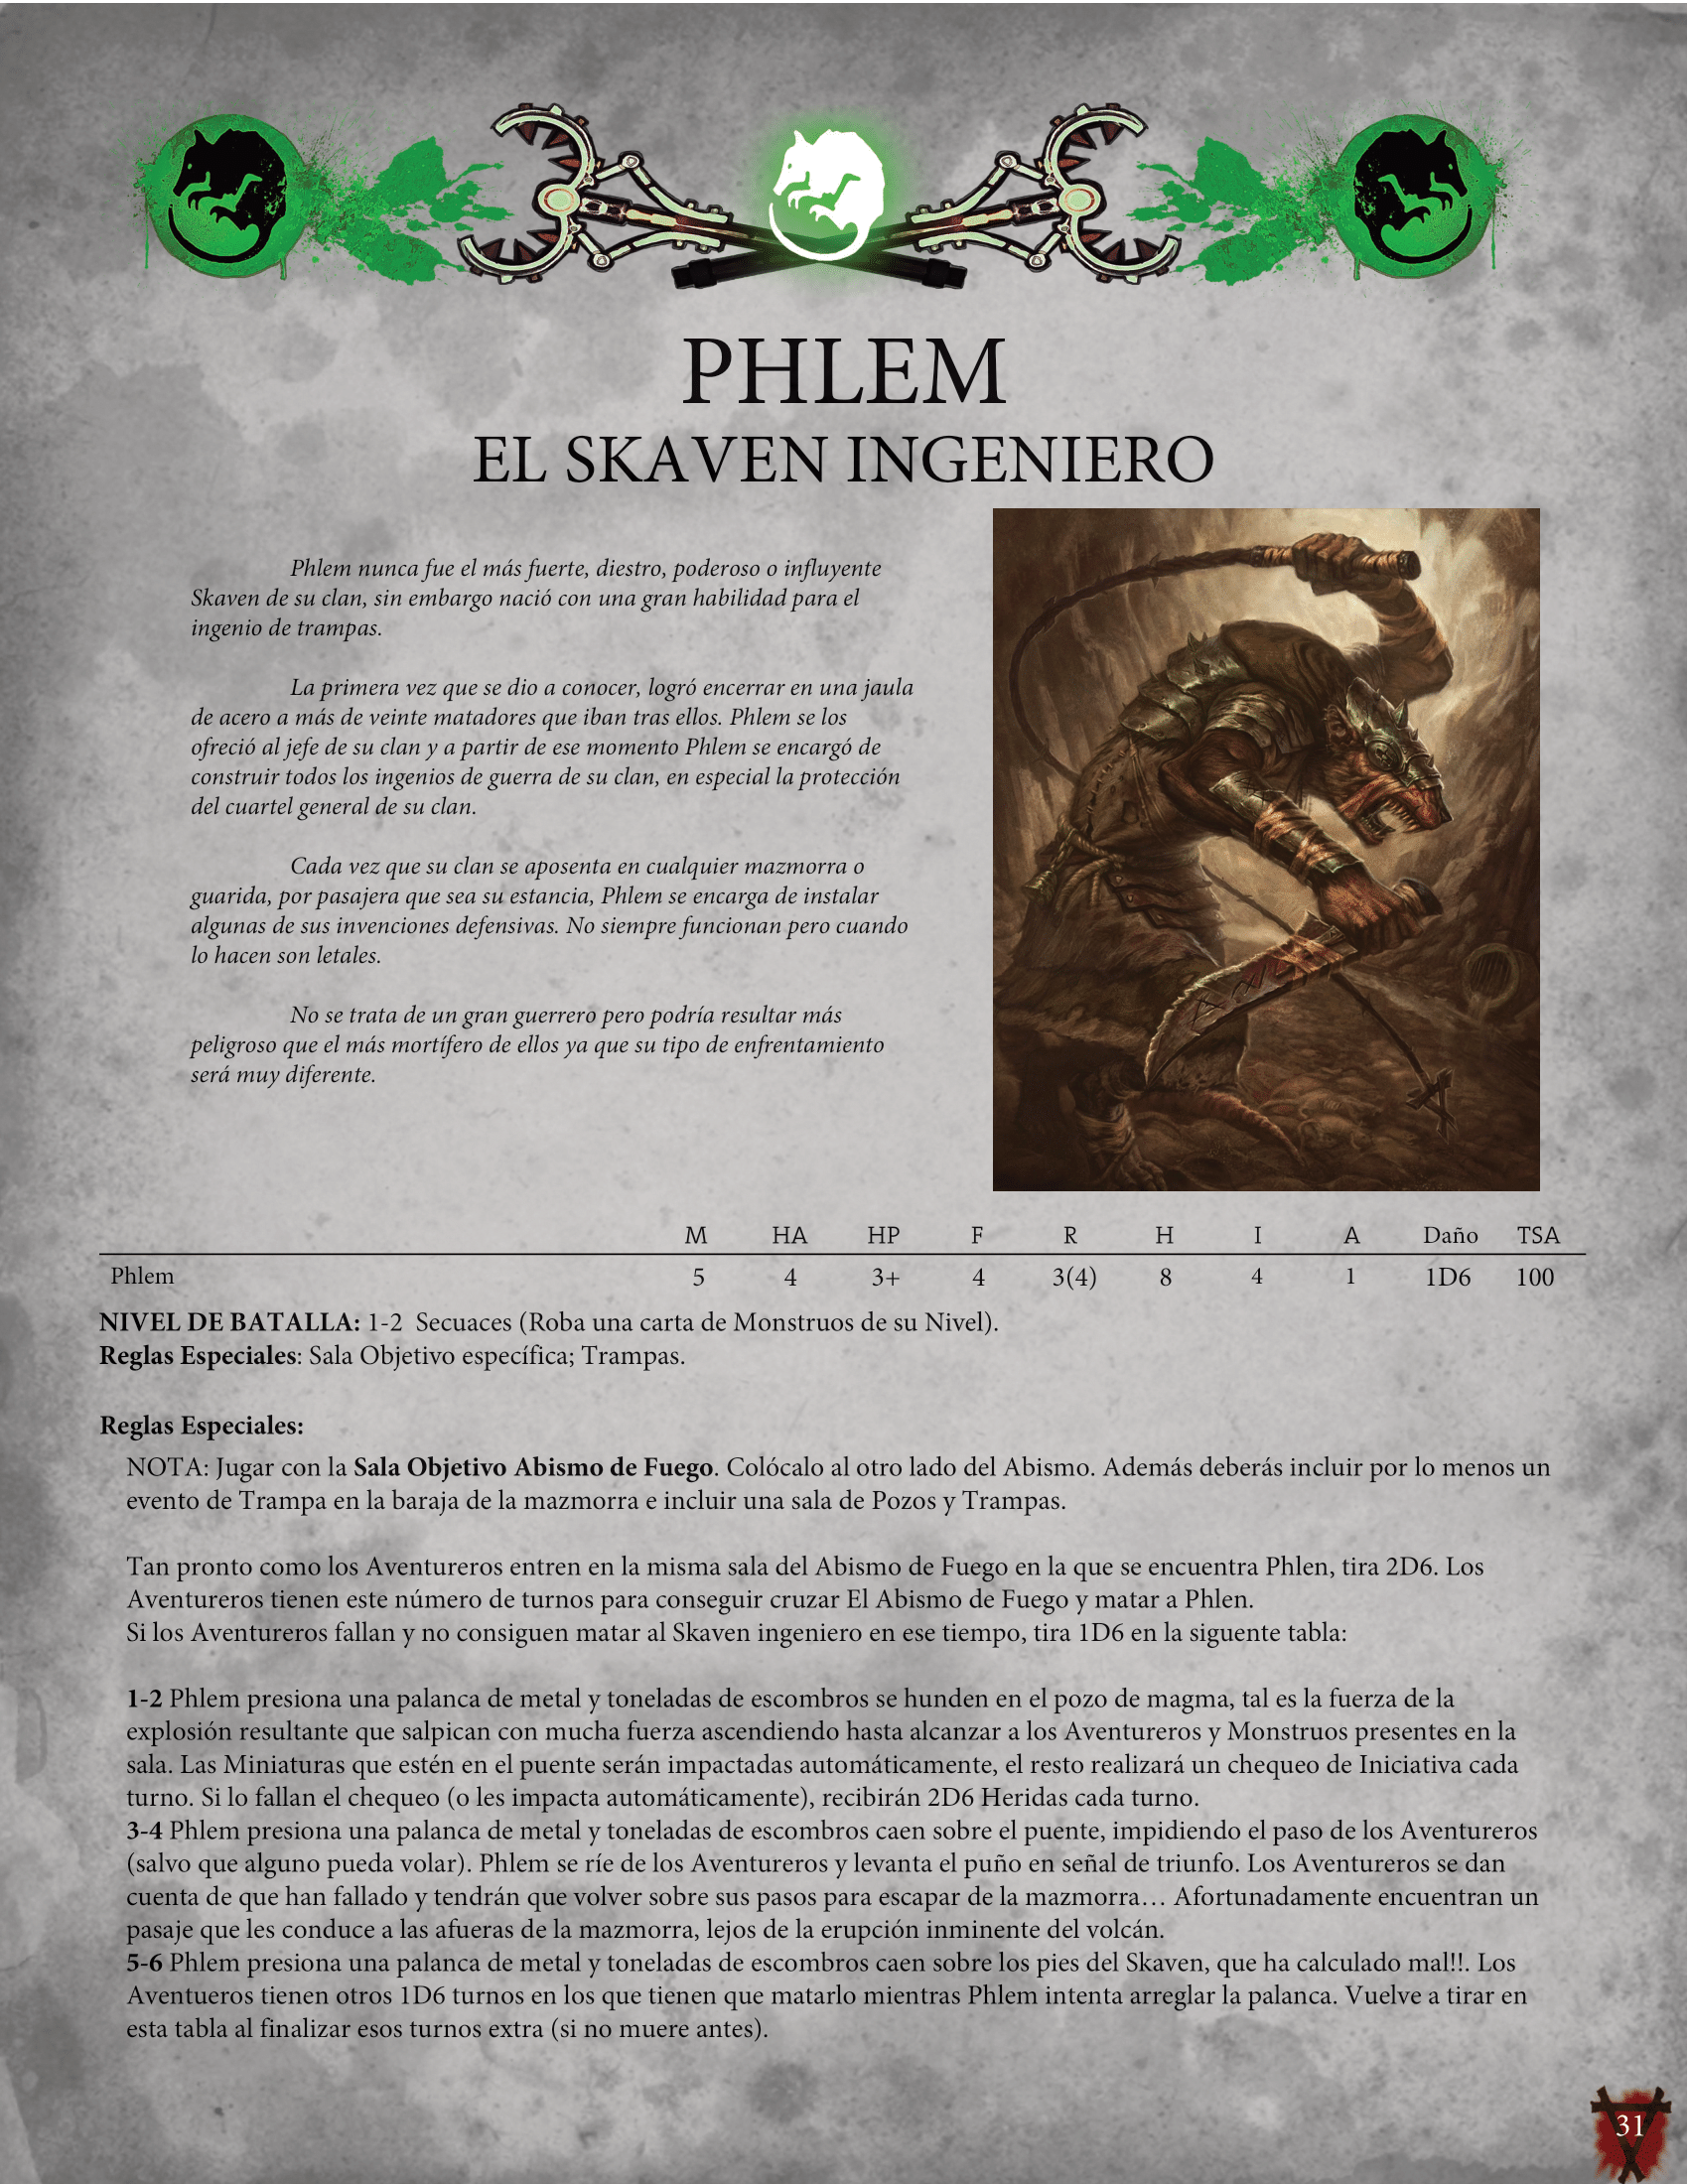 PHLEM
EL SKAVEN INGENIERO
Phlem nunca fue el más fuerte, diestro, poderoso o influyente
Skaven de su clan, sin embargo nació con una gran habilidad para el
ingenio de trampas.
La primera vez que se dio a conocer, logró encerrar en una jaula
de acero a más de veinte matadores que iban tras ellos. Phlem se los
ofreció al jefe de su clan y a partir de ese momento Phlem se encargó de
construir todos los ingenios de guerra de su clan, en especial la protección
del cuartel general de su clan.
Cada vez que su clan se aposenta en cualquier mazmorra o
guarida, por pasajera que sea su estancia, Phlem se encarga de instalar
algunas de sus invenciones defensivas. No siempre funcionan pero cuando
lo hacen son letales.
No se trata de un gran guerrero pero podría resultar más
peligroso que el más mortífero de ellos ya que su tipo de enfrentamiento
será muy diferente.
M HA HP F R H I A Daño TSA
Phlem 5 4 3+ 4 3(4) 8 4 1 1D6 100
NIVEL DE BATALLA: 1-2 Secuaces (Roba una carta de Monstruos de su Nivel).
Reglas Especiales: Sala Objetivo específica; Trampas.
Reglas Especiales:
NOTA: Jugar con la Sala Objetivo Abismo de Fuego. Colócalo al otro lado del Abismo. Además deberás incluir por lo menos un
evento de Trampa en la baraja de la mazmorra e incluir una sala de Pozos y Trampas.
Tan pronto como los Aventureros entren en la misma sala del Abismo de Fuego en la que se encuentra Phlen, tira 2D6. Los
Aventureros tienen este número de turnos para conseguir cruzar El Abismo de Fuego y matar a Phlen.
Si los Aventureros fallan y no consiguen matar al Skaven ingeniero en ese tiempo, tira 1D6 en la siguente tabla:
1-2 Phlem presiona una palanca de metal y toneladas de escombros se hunden en el pozo de magma, tal es la fuerza de la
explosión resultante que salpican con mucha fuerza ascendiendo hasta alcanzar a los Aventureros y Monstruos presentes en la
sala. Las Miniaturas que estén en el puente serán impactadas automáticamente, el resto realizará un chequeo de Iniciativa cada
turno. Si lo fallan el chequeo (o les impacta automáticamente), recibirán 2D6 Heridas cada turno.
3-4 Phlem presiona una palanca de metal y toneladas de escombros caen sobre el puente, impidiendo el paso de los Aventureros
(salvo que alguno pueda volar). Phlem se ríe de los Aventureros y levanta el puño en señal de triunfo. Los Aventureros se dan
cuenta de que han fallado y tendrán que volver sobre sus pasos para escapar de la mazmorra… Afortunadamente encuentran un
pasaje que les conduce a las afueras de la mazmorra, lejos de la erupción inminente del volcán.
5-6 Phlem presiona una palanca de metal y toneladas de escombros caen sobre los pies del Skaven, que ha calculado mal!!. Los
Aventueros tienen otros 1D6 turnos en los que tienen que matarlo mientras Phlem intenta arreglar la palanca. Vuelve a tirar en
esta tabla al finalizar esos turnos extra (si no muere antes).
31